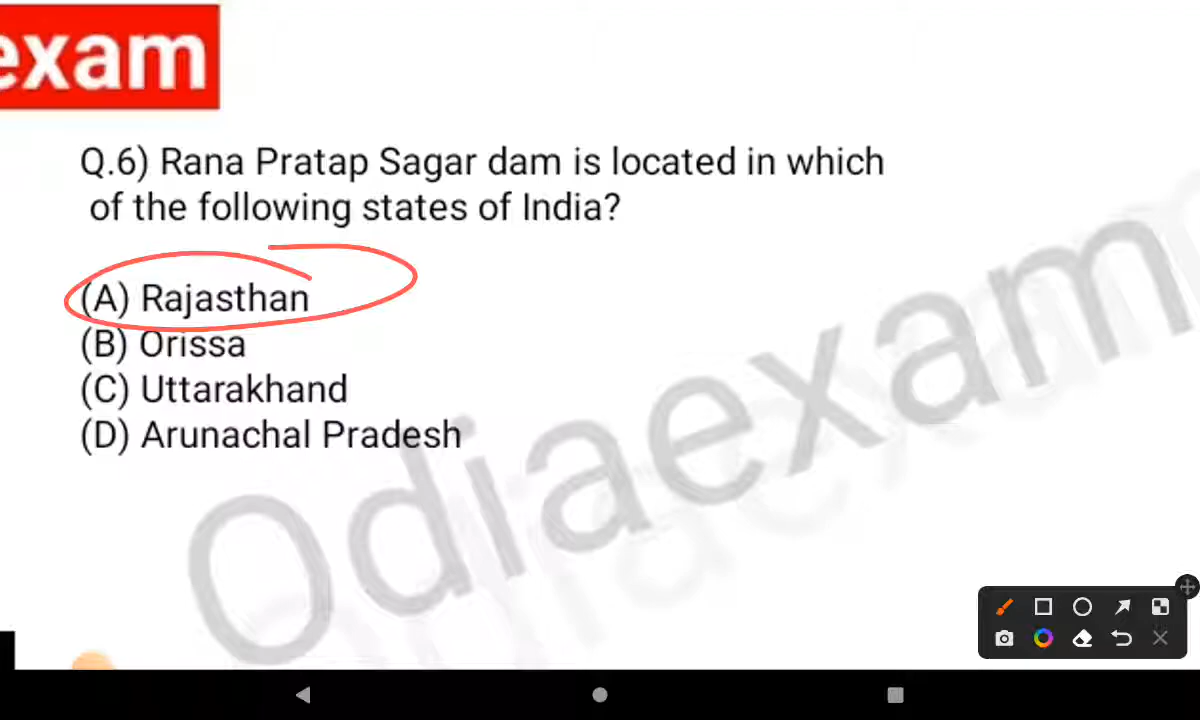 exam
Q.6) Rana Pratap Sagar dam is located in which
of the following states of India?
(A) Rajasthan
(B) Orissa
(C) Uttarakhand
(D) Arunachal Pradesh
Odiaexam